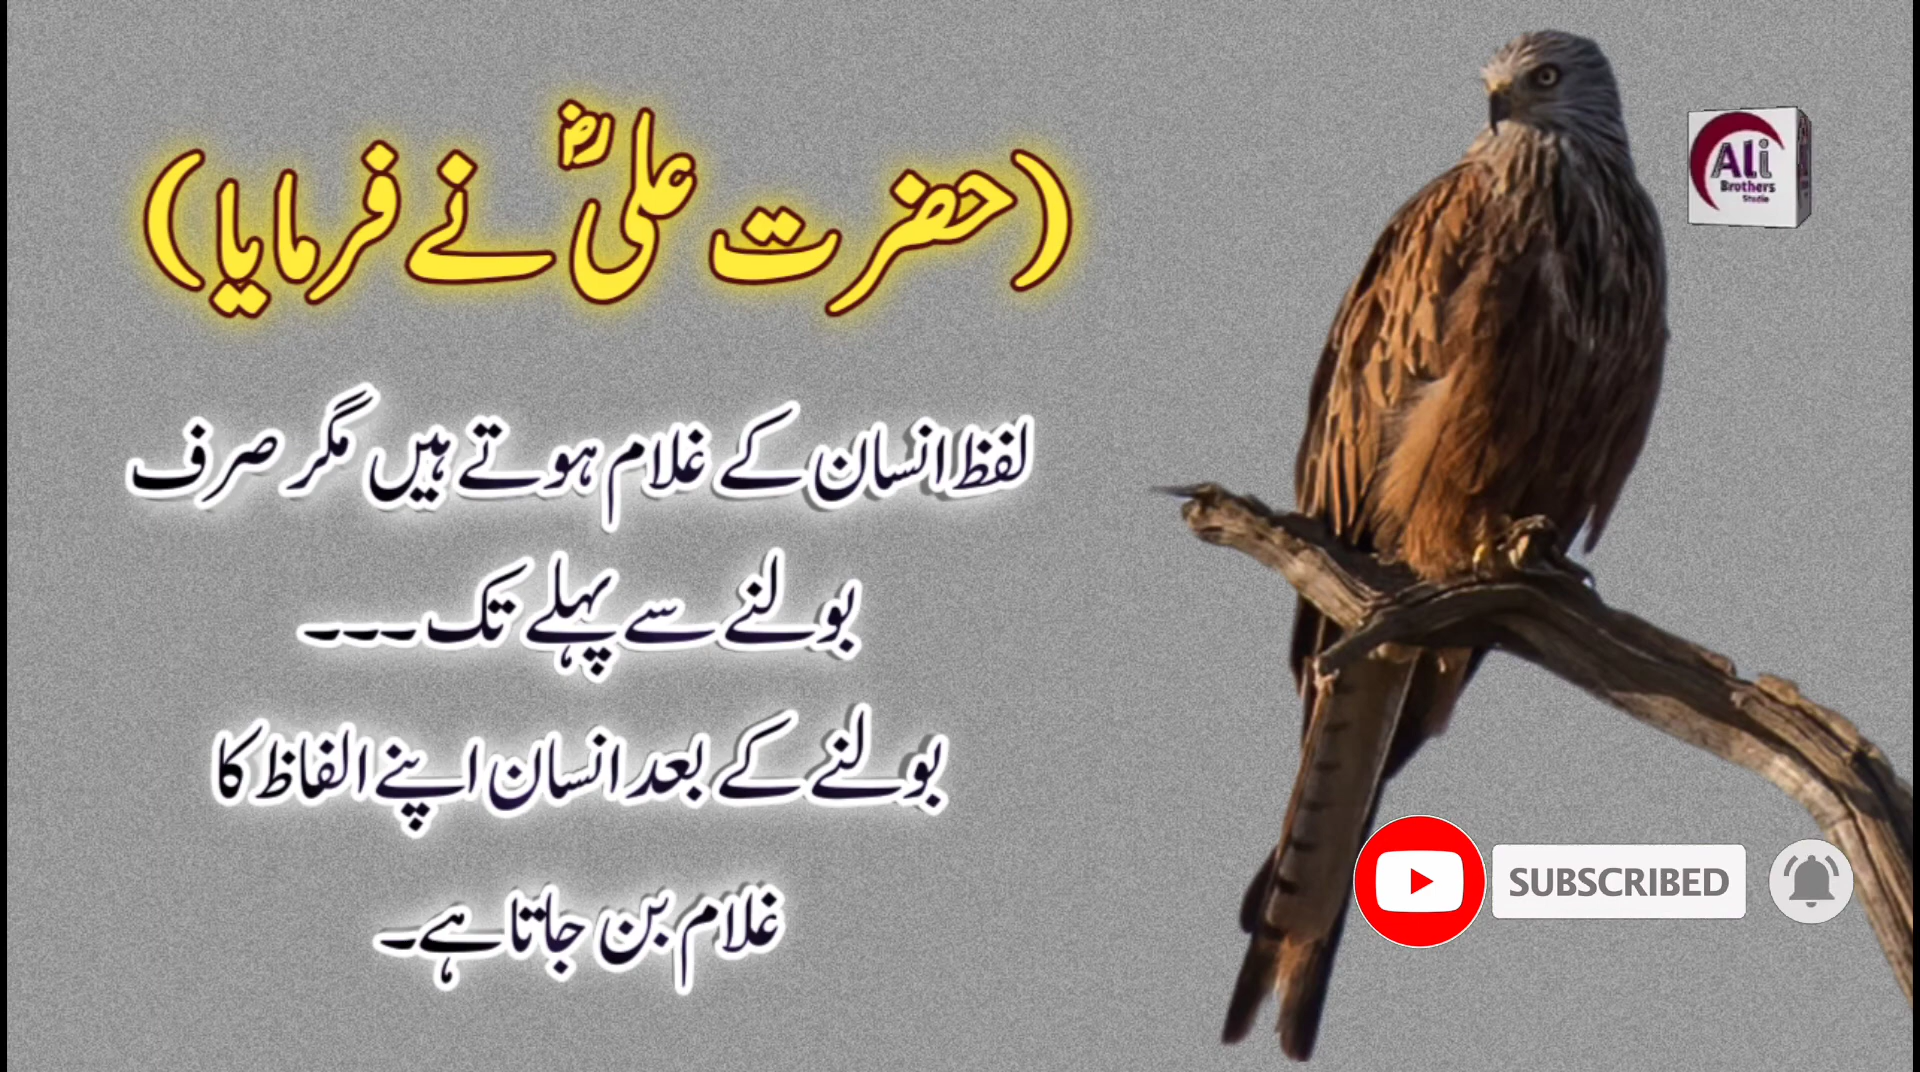 (حضرت علیؓ نے فرمایا)
لفظ انسان کے غلام ہوتے ہیں مگر صرف
بولنے سے پہلے تک ۔۔۔
بولنے کے بعد انسان اپنے الفاظ کا
غلام بن جاتا ہے۔
Ali
Brothers
Studio
SUBSCRIBED